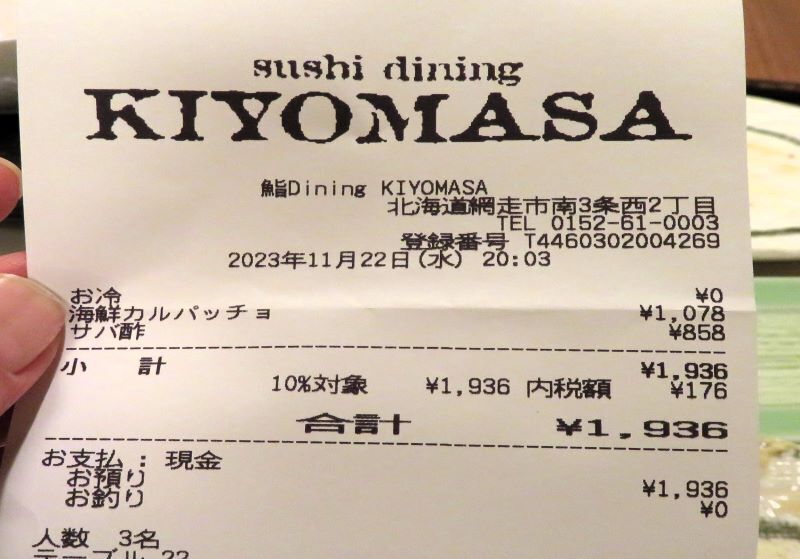 sushi dining
KIYOMASA
鮨Dining KIYOMASA
北海道網走市南3条西2丁目
TEL 0152-61-0003
登録番号 T4460302004269
2023年11月22日(水) 20:03
お冷 ¥0
海鮮カルパッチョ ¥1,078
サバ酢 ¥858
小 計 ¥1,936
10%対象 ¥1,936 内税額 ¥176
合計 ¥1,936
お支払 : 現金
お預り ¥1,936
お釣り ¥0
人数 3名
テーブル 22